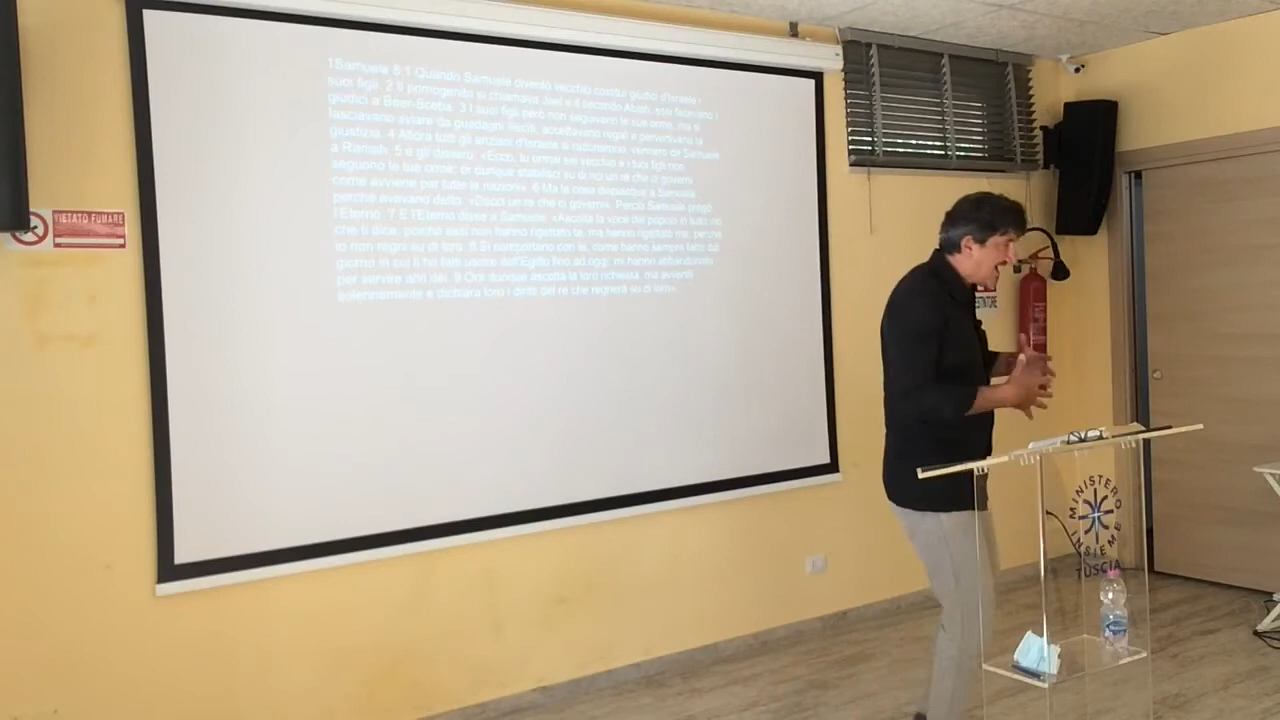 1Samuele 8:1 Quando Samuele diventò vecchio costituì giudici d'Israele i
suoi figli. 2 Il primogenito si chiamava Joel e il secondo Abiah; essi facevano i
giudici a Beer-Sceba. 3 I suoi figli però non seguivano le sue orme, ma si
lasciavano sviare da guadagni illeciti, accettavano regali e pervertivano la
giustizia. 4 Allora tutti gli anziani d'Israele si radunarono, vennero da Samuele
a Ramah, 5 e gli dissero: «Ecco, tu ormai sei vecchio e i tuoi figli non
seguono le tue orme; or dunque stabilisci su di noi un re che ci governi
come avviene per tutte le nazioni». 6 Ma la cosa dispiacque a Samuele,
perché avevano detto: «Dacci un re che ci governi». Perciò Samuele pregò
l'Eterno. 7 E l'Eterno disse a Samuele: «Ascolta la voce del popolo in tutto ciò
che ti dice, poiché essi non hanno rigettato te, ma hanno rigettato me, perché
io non regni su di loro. 8 Si comportano con te, come hanno sempre fatto dal
giorno in cui li ho fatti uscire dall'Egitto fino ad oggi: mi hanno abbandonato
per servire altri dèi. 9 Ora dunque ascolta la loro richiesta, ma avverti
solennemente e dichiara loro i diritti del re che regnerà su di loro».
VIETATO FUMARE
MINISTERO
INSIEME
TUSCIA